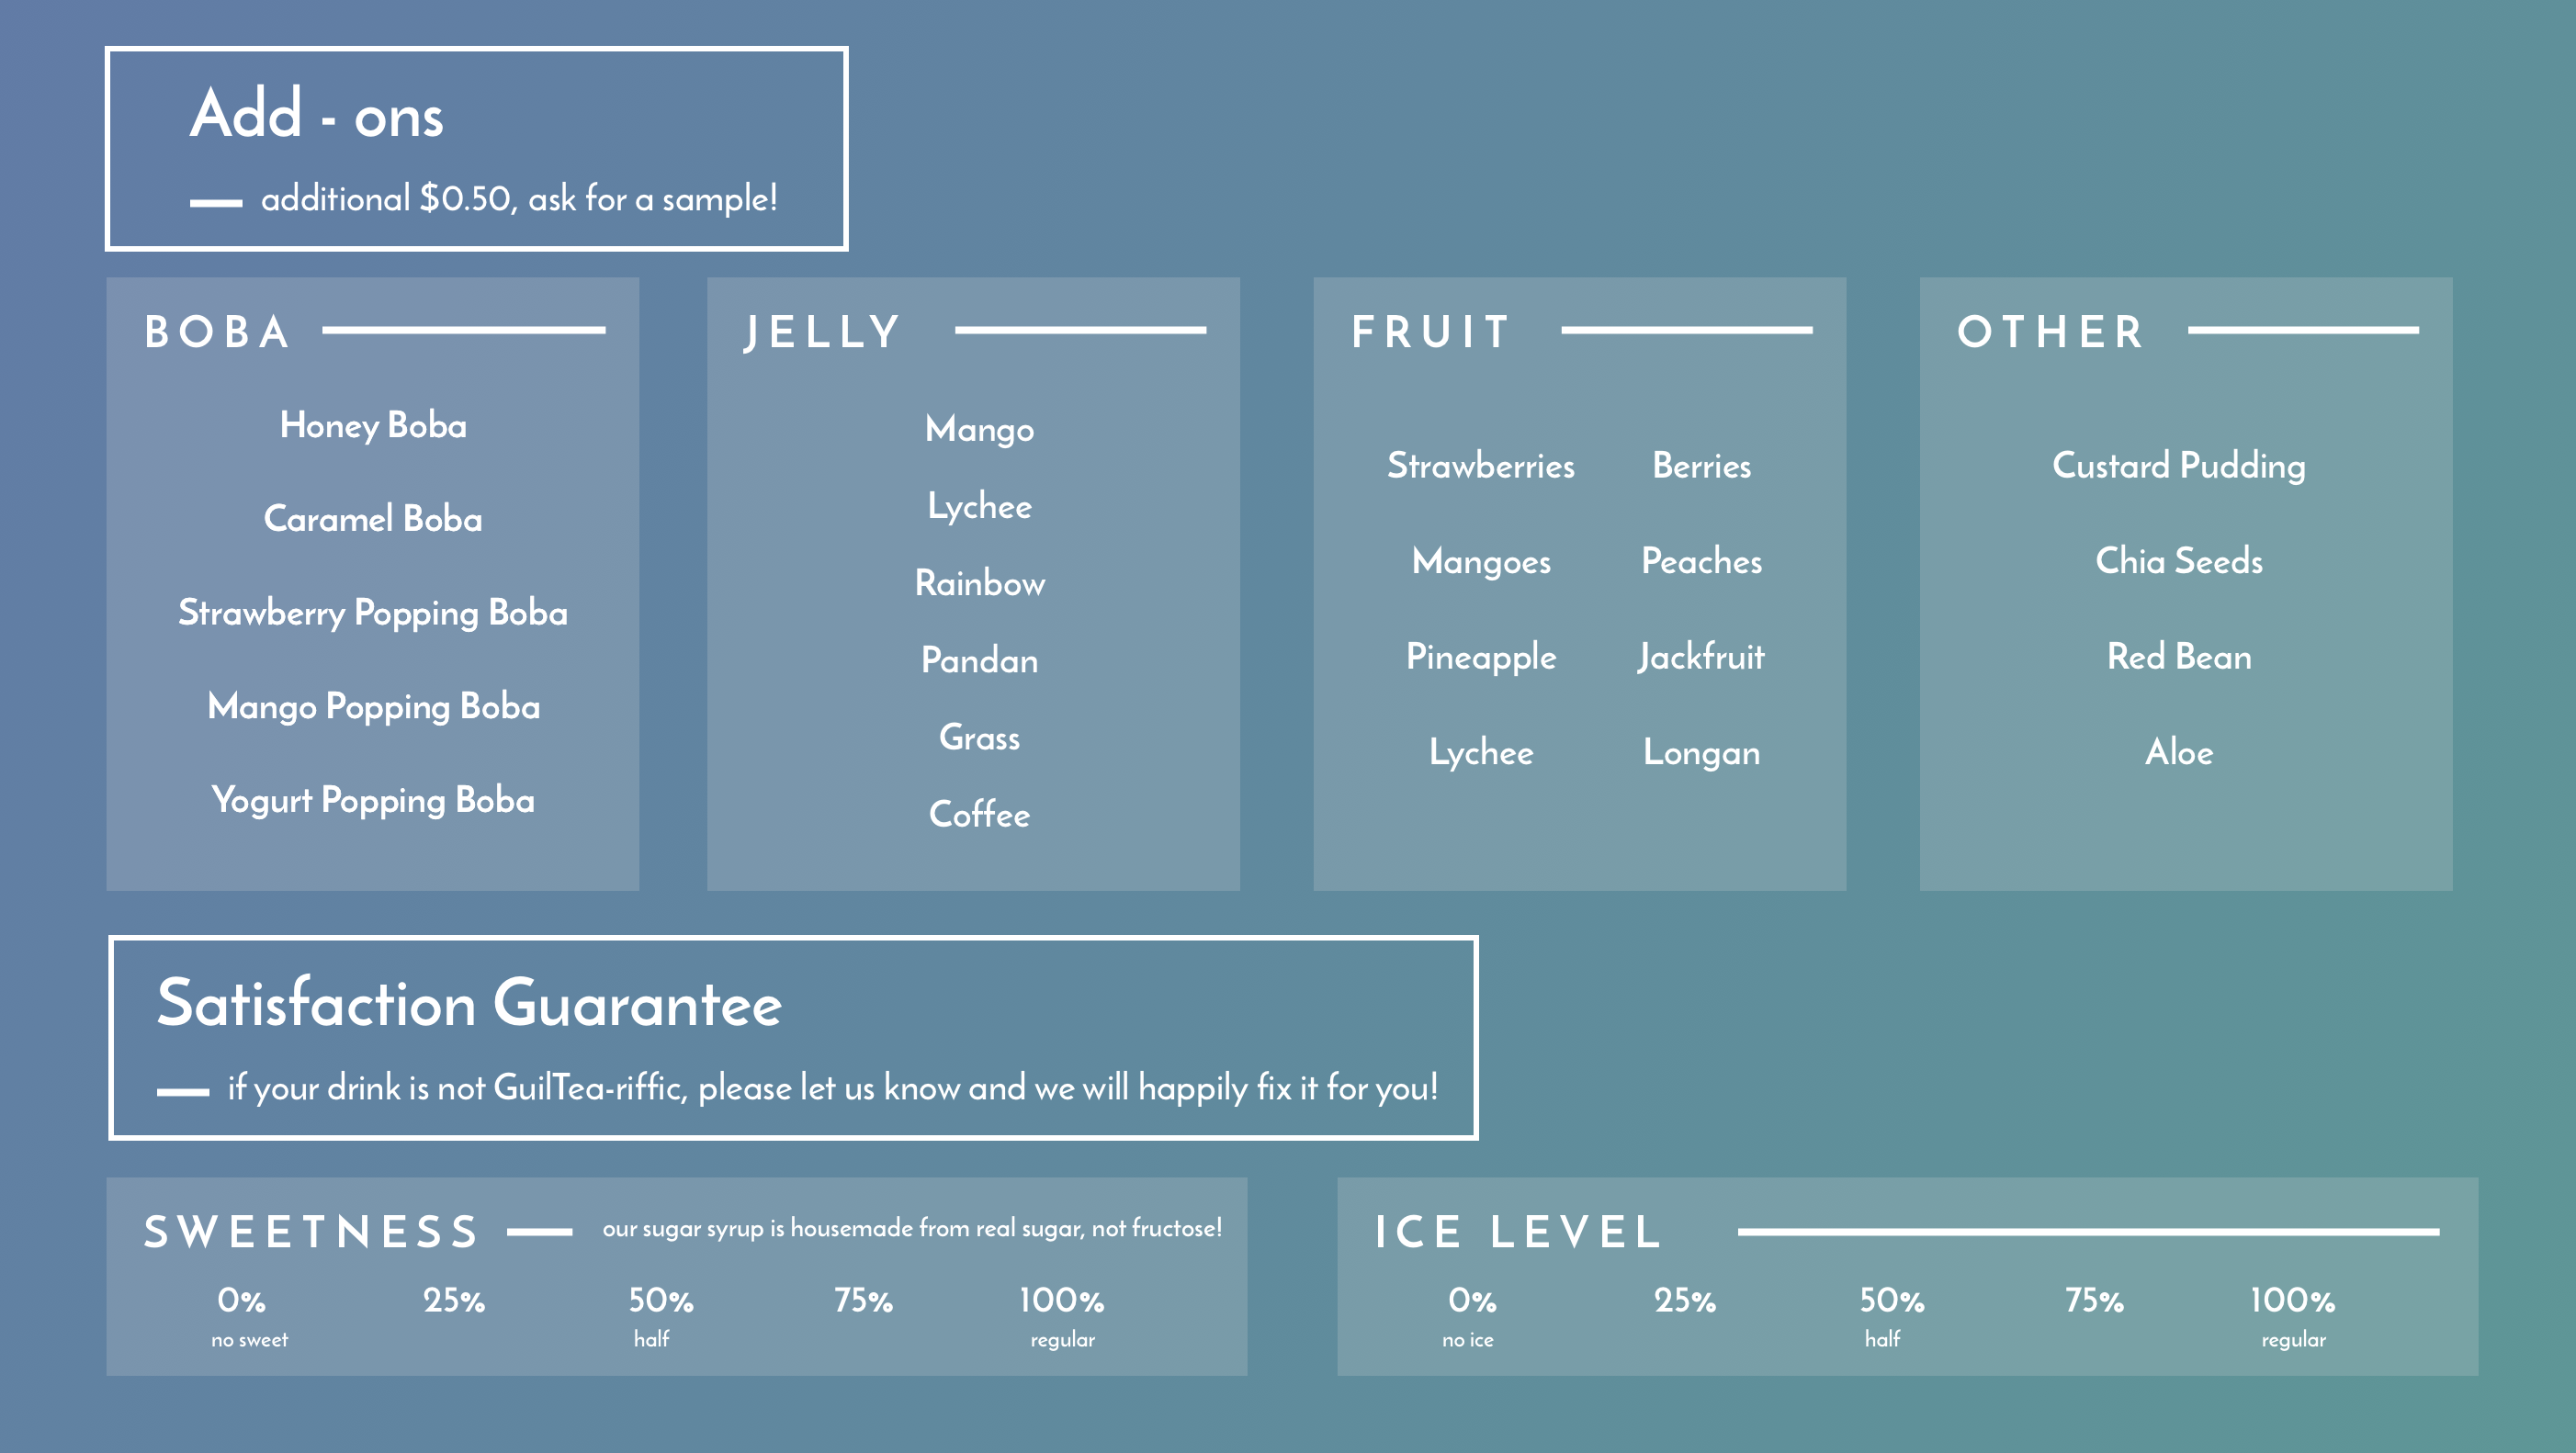 Add - ons
additional $0.50, ask for a sample!
BOBA
Honey Boba
Caramel Boba
Strawberry Popping Boba
Mango Popping Boba
Yogurt Popping Boba
JELLY
Mango
Lychee
Rainbow
Pandan
Grass
Coffee
FRUIT
Strawberries Berries
Mangoes Peaches
Pineapple Jackfruit
Lychee Longan
OTHER
Custard Pudding
Chia Seeds
Red Bean
Aloe
Satisfaction Guarantee
if your drink is not GuilTea-riffic, please let us know and we will happily fix it for you!
SWEETNESS our sugar syrup is housemade from real sugar, not fructose!
0% 25% 50% 75% 100%
no sweet half regular
ICE LEVEL
0% 25% 50% 75% 100%
no ice half regular